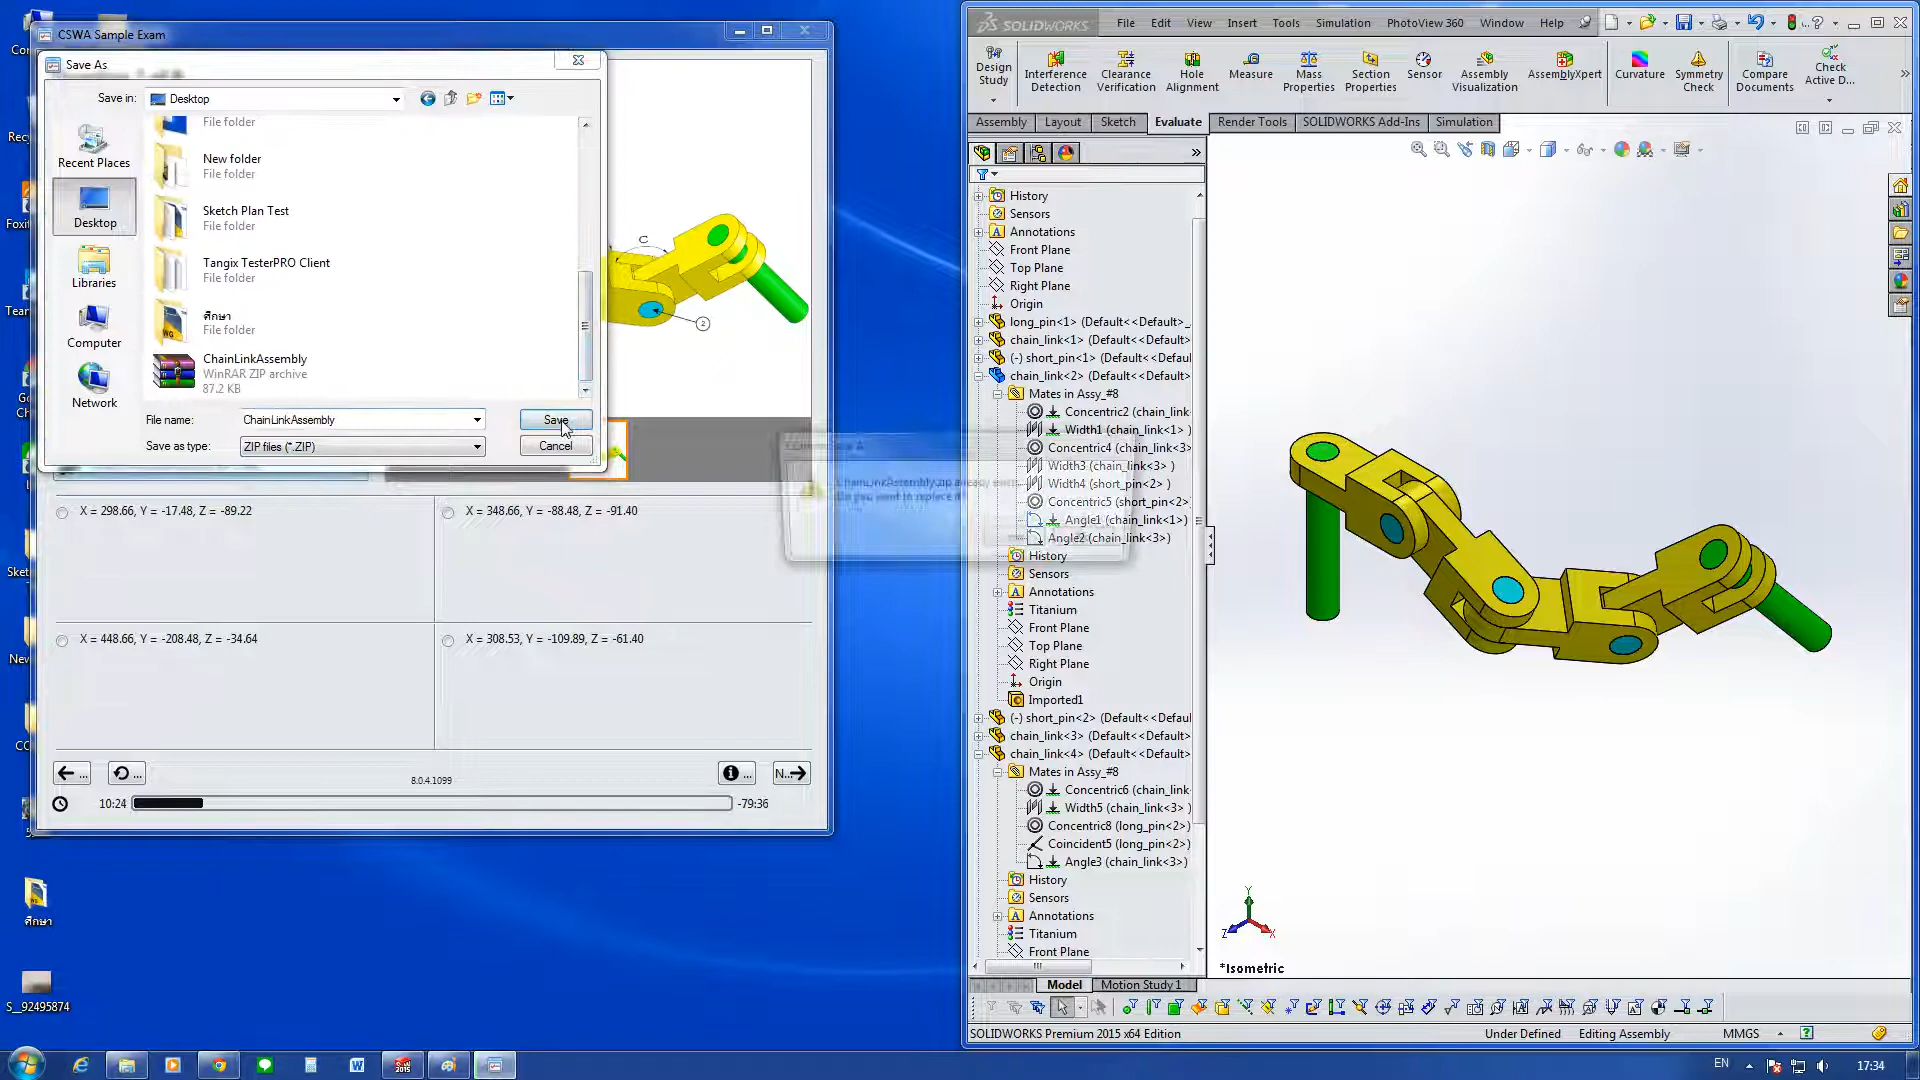 CSWA Sample Exam
Save As
Save in:
Desktop
File folder
New folder
File folder
Sketch Plan Test
File folder
Tangix TesterPRO Client
File folder
ศึกษา
File folder
ChainLinkAssembly
WinRAR ZIP archive
87.2 KB
Recent Places
Desktop
Libraries
Computer
Network
File name:
ChainLinkAssembly
Save
Save as type:
ZIP files (*.ZIP)
Cancel
C
2
ChainLinkAssembly.zip already
Do you want to replace it
X = 298.66, Y = -17.48, Z = -89.22
X = 348.66, Y = -88.48, Z = -91.40
X = 448.66, Y = -208.48, Z = -34.64
X = 308.53, Y = -109.89, Z = -61.40
...
...
8.0.4.1099
...
N...
10:24
-79:36
ศึกษา
S__92495874
SOLIDWORKS
File
Edit
View
Insert
Tools
Simulation
PhotoView 360
Window
Help
Design Study
Interference Detection
Clearance Verification
Hole Alignment
Measure
Mass Properties
Section Properties
Sensor
Assembly Visualization
AssemblyXpert
Curvature
Symmetry Check
Compare Documents
Check Active D...
Assembly
Layout
Sketch
Evaluate
Render Tools
SOLIDWORKS Add-Ins
Simulation
History
Sensors
Annotations
Front Plane
Top Plane
Right Plane
Origin
long_pin<1> (Default<<Default>_
chain_link<1> (Default<<Default>
(-) short_pin<1> (Default<<Defaul
chain_link<2> (Default<<Default>
Mates in Assy_#8
Concentric2 (chain_link
Width1 (chain_link<1>
Concentric4 (chain_link<3>
Width3 (chain_link<3>)
Width4 (short_pin<2>)
Concentric5 (short_pin<2>
Angle1 (chain_link<1>)
Angle2 (chain_link<3>)
History
Sensors
Annotations
Titanium
Front Plane
Top Plane
Right Plane
Origin
Imported1
(-) short_pin<2> (Default<<Defaul
chain_link<3> (Default<<Default>
chain_link<4> (Default<<Default>
Mates in Assy_#8
Concentric6 (chain_link
Width5 (chain_link<3>
Concentric8 (long_pin<2>)
Coincident5 (long_pin<2>)
Angle3 (chain_link<3>)
History
Sensors
Annotations
Titanium
Front Plane
Y
Z
X
*Isometric
Model
Motion Study 1
SOLIDWORKS Premium 2015 x64 Edition
Under Defined
Editing Assembly
MMGS
EN
17:34